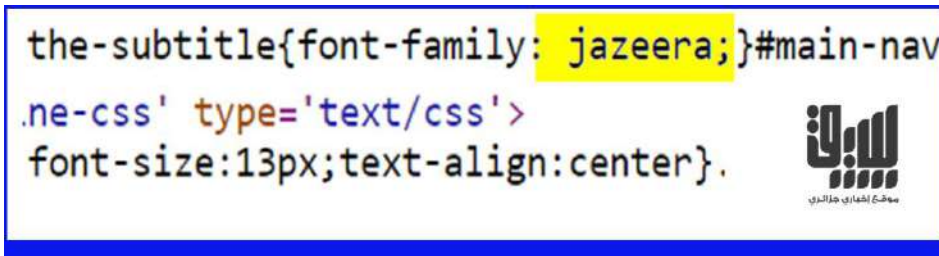 the-subtitle{font-family: jazeera;}#main-nav
.ne-css' type='text/css'>
font-size:13px;text-align:center}.
موقع إخباري جزائري